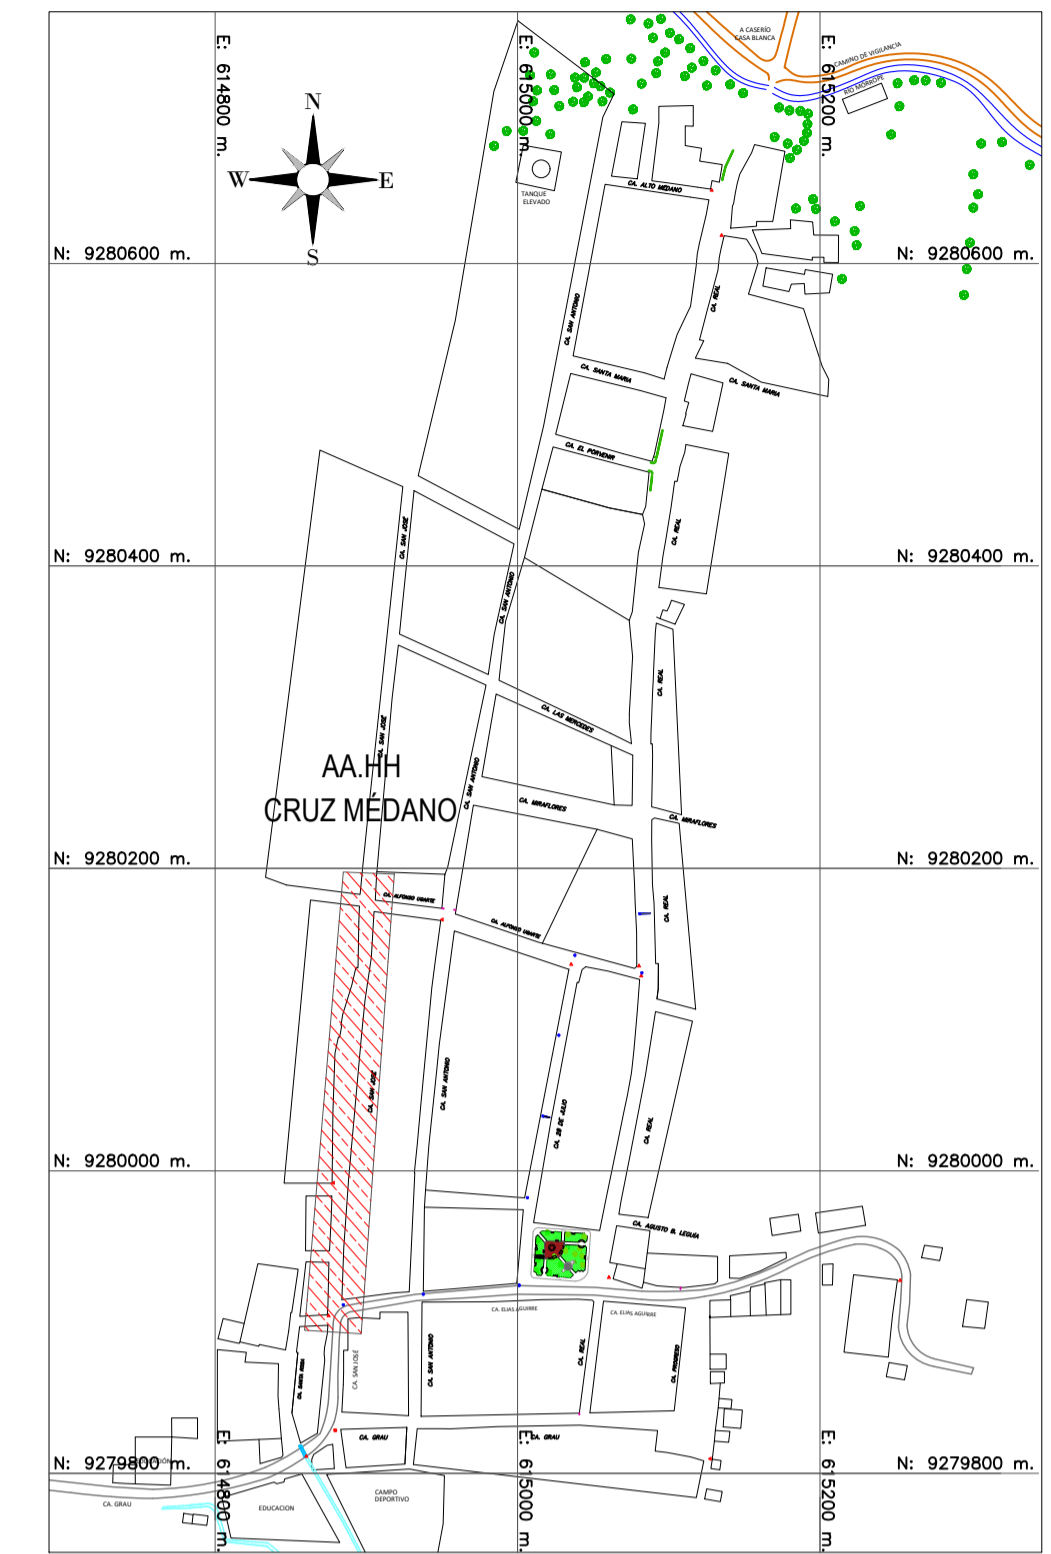 E: 614800 m.
E: 615000 m.
E: 615200 m.
A CASERÍO
CASA BLANCA
CAMINO DE VIGILANCIA
RIO MORROPE
N
W
E
S
TANQUE
ELEVADO
CA. ALTO MÉDANO
N: 9280600 m.
N: 9280600 m.
CA. SAN ANTONIO
CA. REAL
CA. SANTA MARIA
CA. SANTA MARIA
CA. EL PORVENIR
CA. SAN JOSÉ
CA. REAL
N: 9280400 m.
N: 9280400 m.
CA. SAN ANTONIO
CA. REAL
CA. LAS MERCEDES
CA. SAN JOSÉ
AA.HH
CRUZ MÉDANO
CA. SAN ANTONIO
CA. MIRAFLORES
CA. MIRAFLORES
N: 9280200 m.
N: 9280200 m.
CA. ALFONSO UGARTE
CA. ALFONSO UGARTE
CA. REAL
CA. SAN JOSÉ
CA. SAN ANTONIO
CA. 28 DE JULIO
CA. REAL
N: 9280000 m.
N: 9280000 m.
CA. AGUSTO B. LEGUÍA
CA. ELIAS AGUIRRE
CA. ELIAS AGUIRRE
CA. SANTA ROSA
CA. SAN JOSÉ
CA. SAN ANTONIO
CA. REAL
CA. PROGRESO
CA. GRAU
CA. GRAU
N: 9279800 m.
N: 9279800 m.
CA. GRAU
EDUCACION
CAMPO
DEPORTIVO
E: 614800 m.
E: 615000 m.
E: 615200 m.